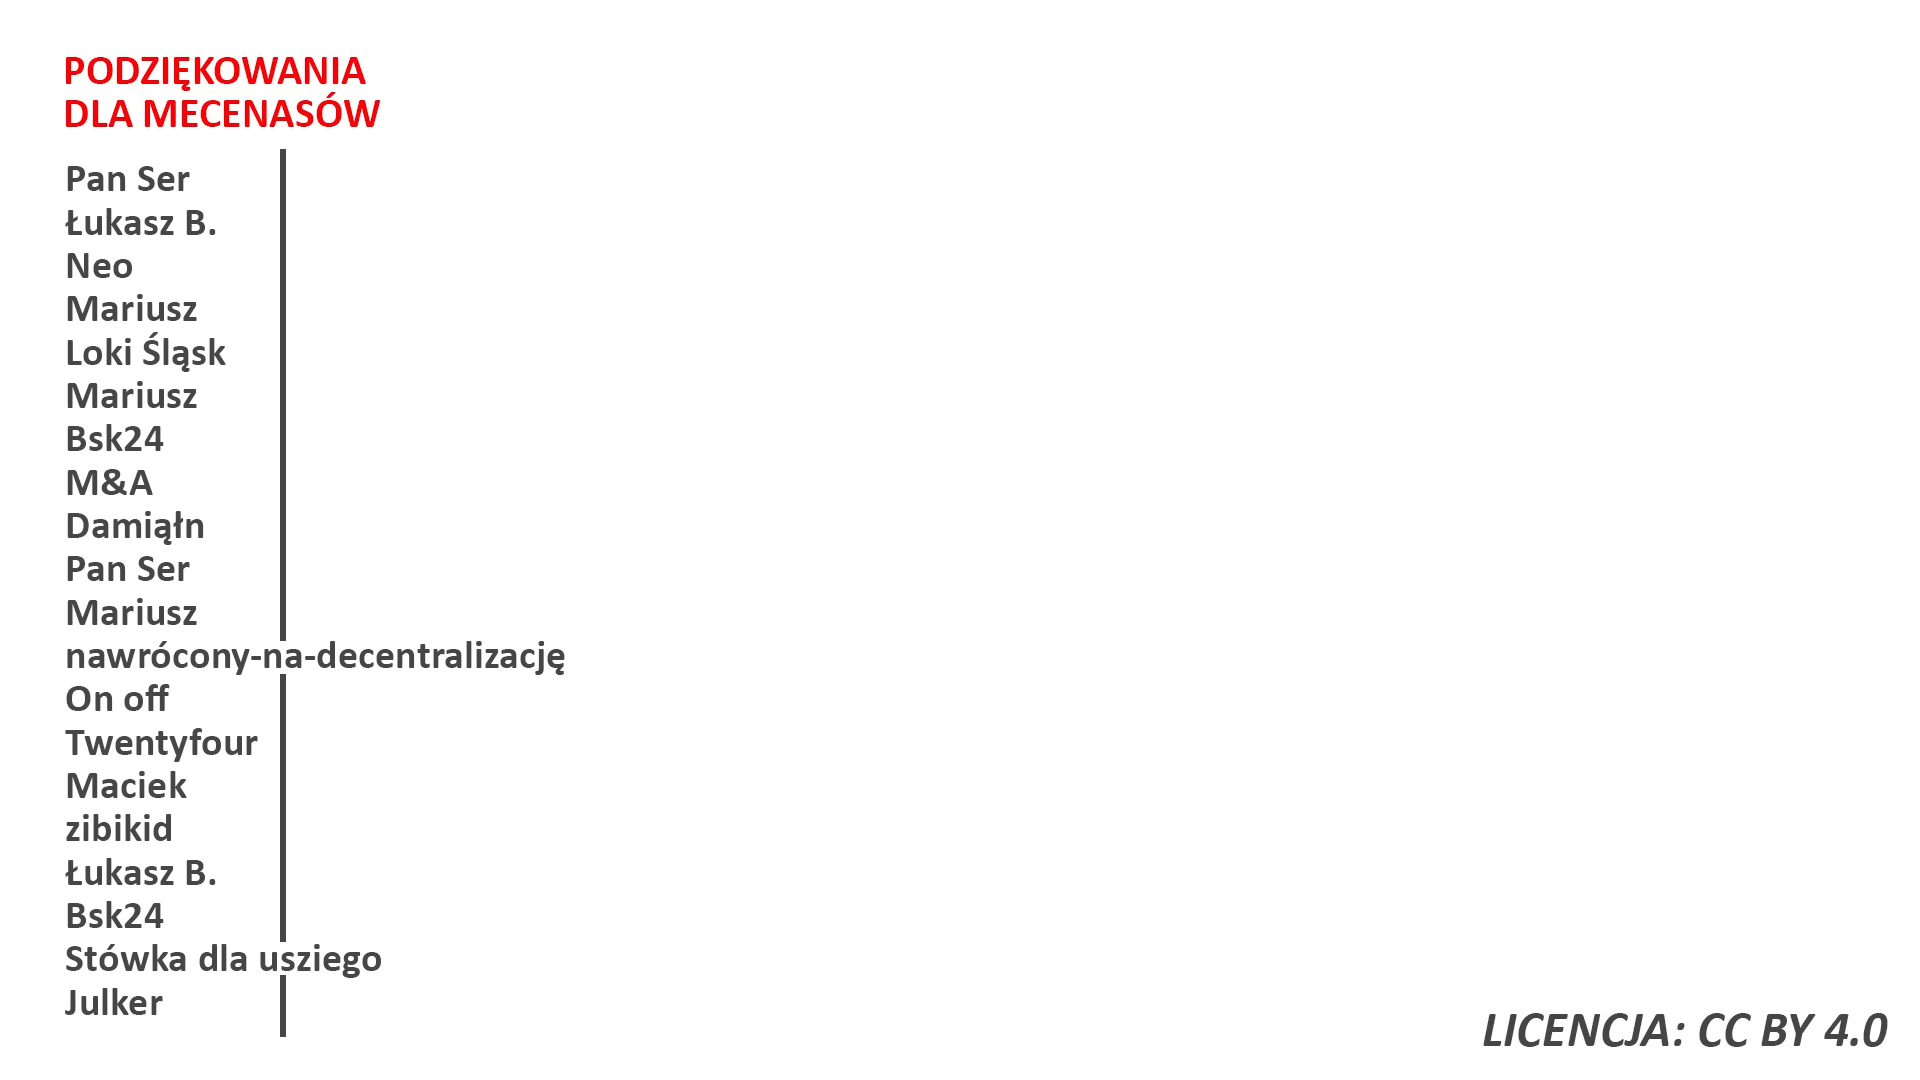 PODZIĘKOWANIA
DLA MECENASÓW
Pan Ser
Łukasz B.
Neo
Mariusz
Loki Śląsk
Mariusz
Bsk24
M&A
Damiąłn
Pan Ser
Mariusz
nawrócony-na-decentralizację
On off
Twentyfour
Maciek
zibikid
Łukasz B.
Bsk24
Stówka dla usziego
Julker
LICENCJA: CC BY 4.0